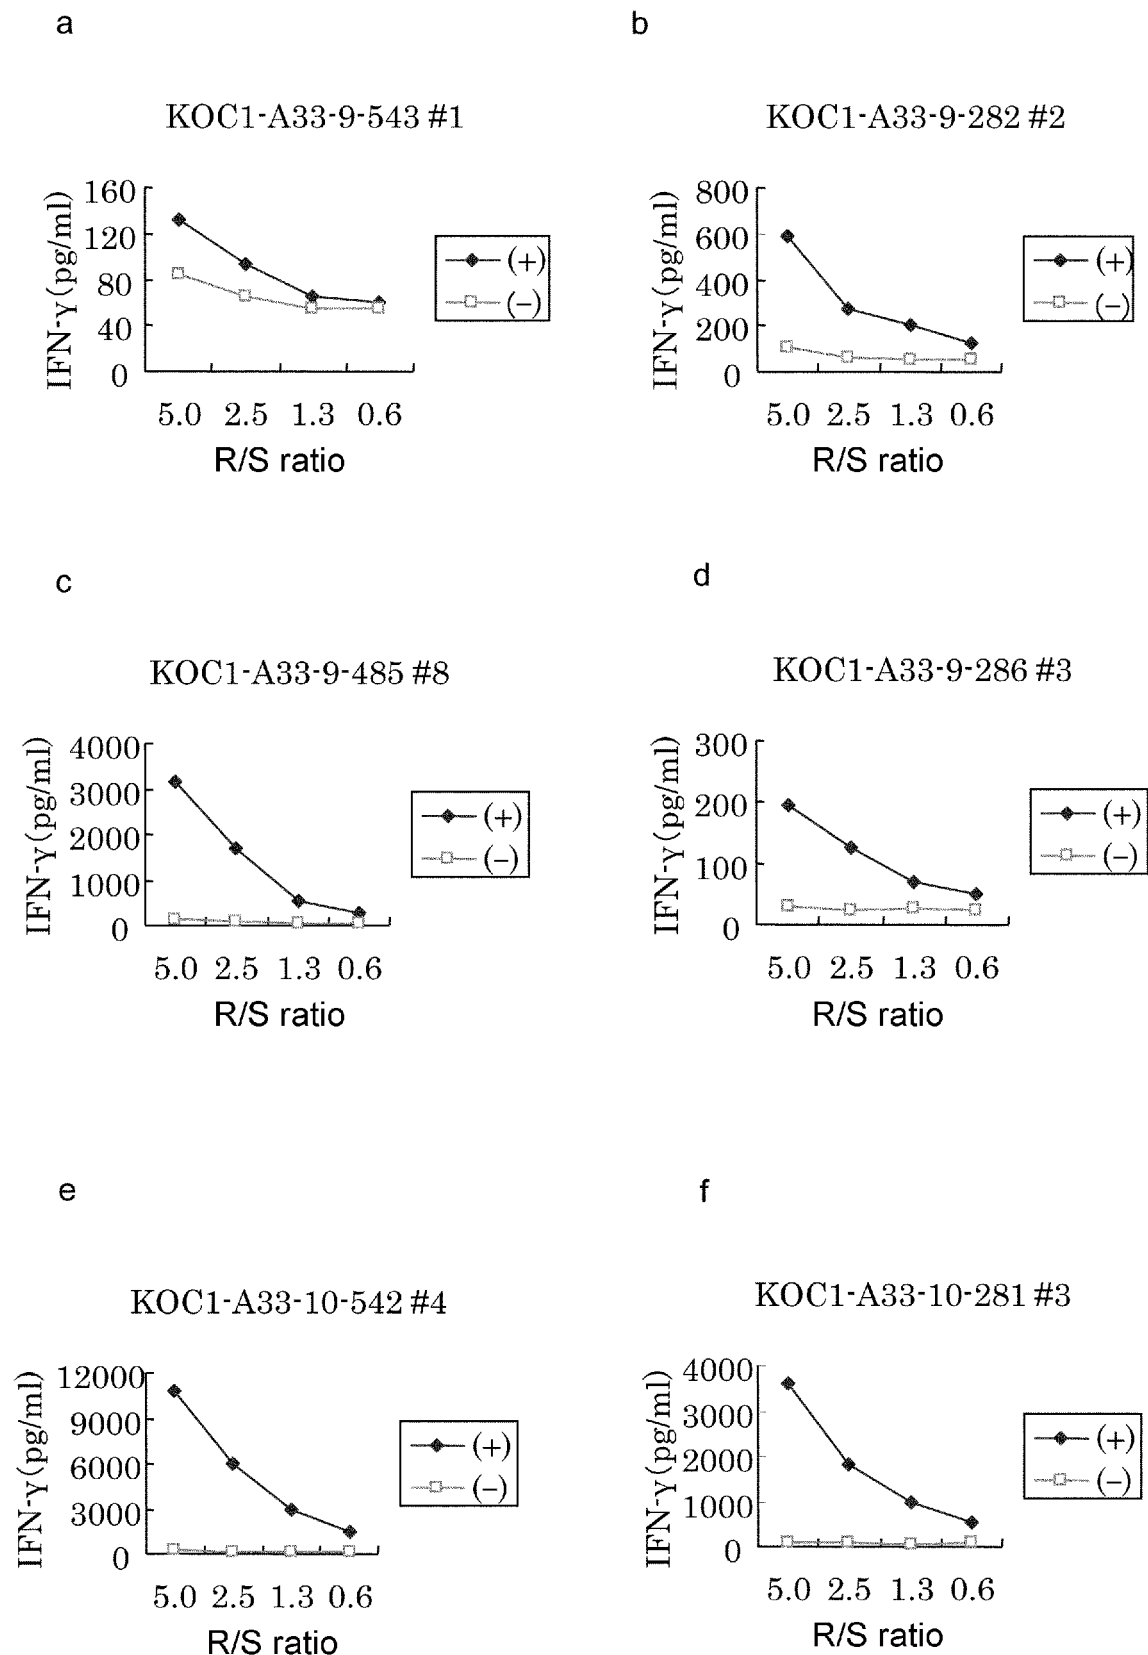 a
KOC1-A33-9-543 #1
IFN-γ(pg/ml)
160
120
80
40
0
(+)
(−)
5.0 2.5 1.3 0.6
R/S ratio
b
KOC1-A33-9-282 #2
IFN-γ(pg/ml)
800
600
400
200
0
(+)
(−)
5.0 2.5 1.3 0.6
R/S ratio
c
KOC1-A33-9-485 #8
IFN-γ(pg/ml)
4000
3000
2000
1000
0
(+)
(−)
5.0 2.5 1.3 0.6
R/S ratio
d
KOC1-A33-9-286 #3
IFN-γ(pg/ml)
300
200
100
0
(+)
(−)
5.0 2.5 1.3 0.6
R/S ratio
e
KOC1-A33-10-542 #4
IFN-γ(pg/ml)
12000
9000
6000
3000
0
(+)
(−)
5.0 2.5 1.3 0.6
R/S ratio
f
KOC1-A33-10-281 #3
IFN-γ(pg/ml)
4000
3000
2000
1000
0
(+)
(−)
5.0 2.5 1.3 0.6
R/S ratio